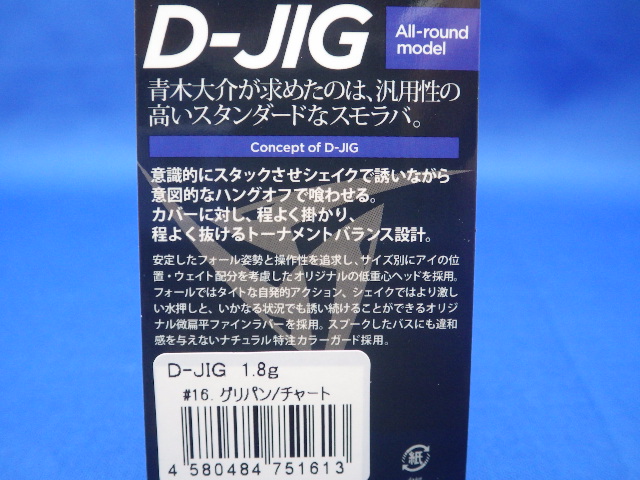 D-JIG
All-round
model
青木大介が求めたのは、汎用性の
高いスタンダードなスモラバ。
Concept of D-JIG
意識的にスタックさせシェイクで誘いながら
意図的なハングオフで喰わせる。
カバーに対し、程よく掛かり、
程よく抜けるトーナメントバランス設計。
安定したフォール姿勢と操作性を追求し、サイズ別にアイの位
置・ウェイト配分を考慮したオリジナルの低重心ヘッドを採用。
フォールではタイトな自発的アクション、シェイクではより激し
い水押しと、いかなる状況でも誘い続けることができるオリジ
ナル微扁平ファインラバーを採用。スプークしたバスにも違和
感を与えないナチュラル特注カラーガード採用。
D-JIG 1.8g
#16. グリパン/チャート
4 580484 751613
紙